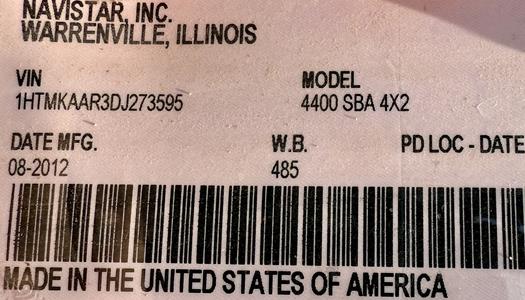 NAVISTAR, INC.
WARRENVILLE, ILLINOIS
VIN MODEL
1HTMKAAR3DJ273595 4400 SBA 4X2
DATE MFG. W.B. PD LOC - DATE
08-2012 485
MADE IN THE UNITED STATES OF AMERICA